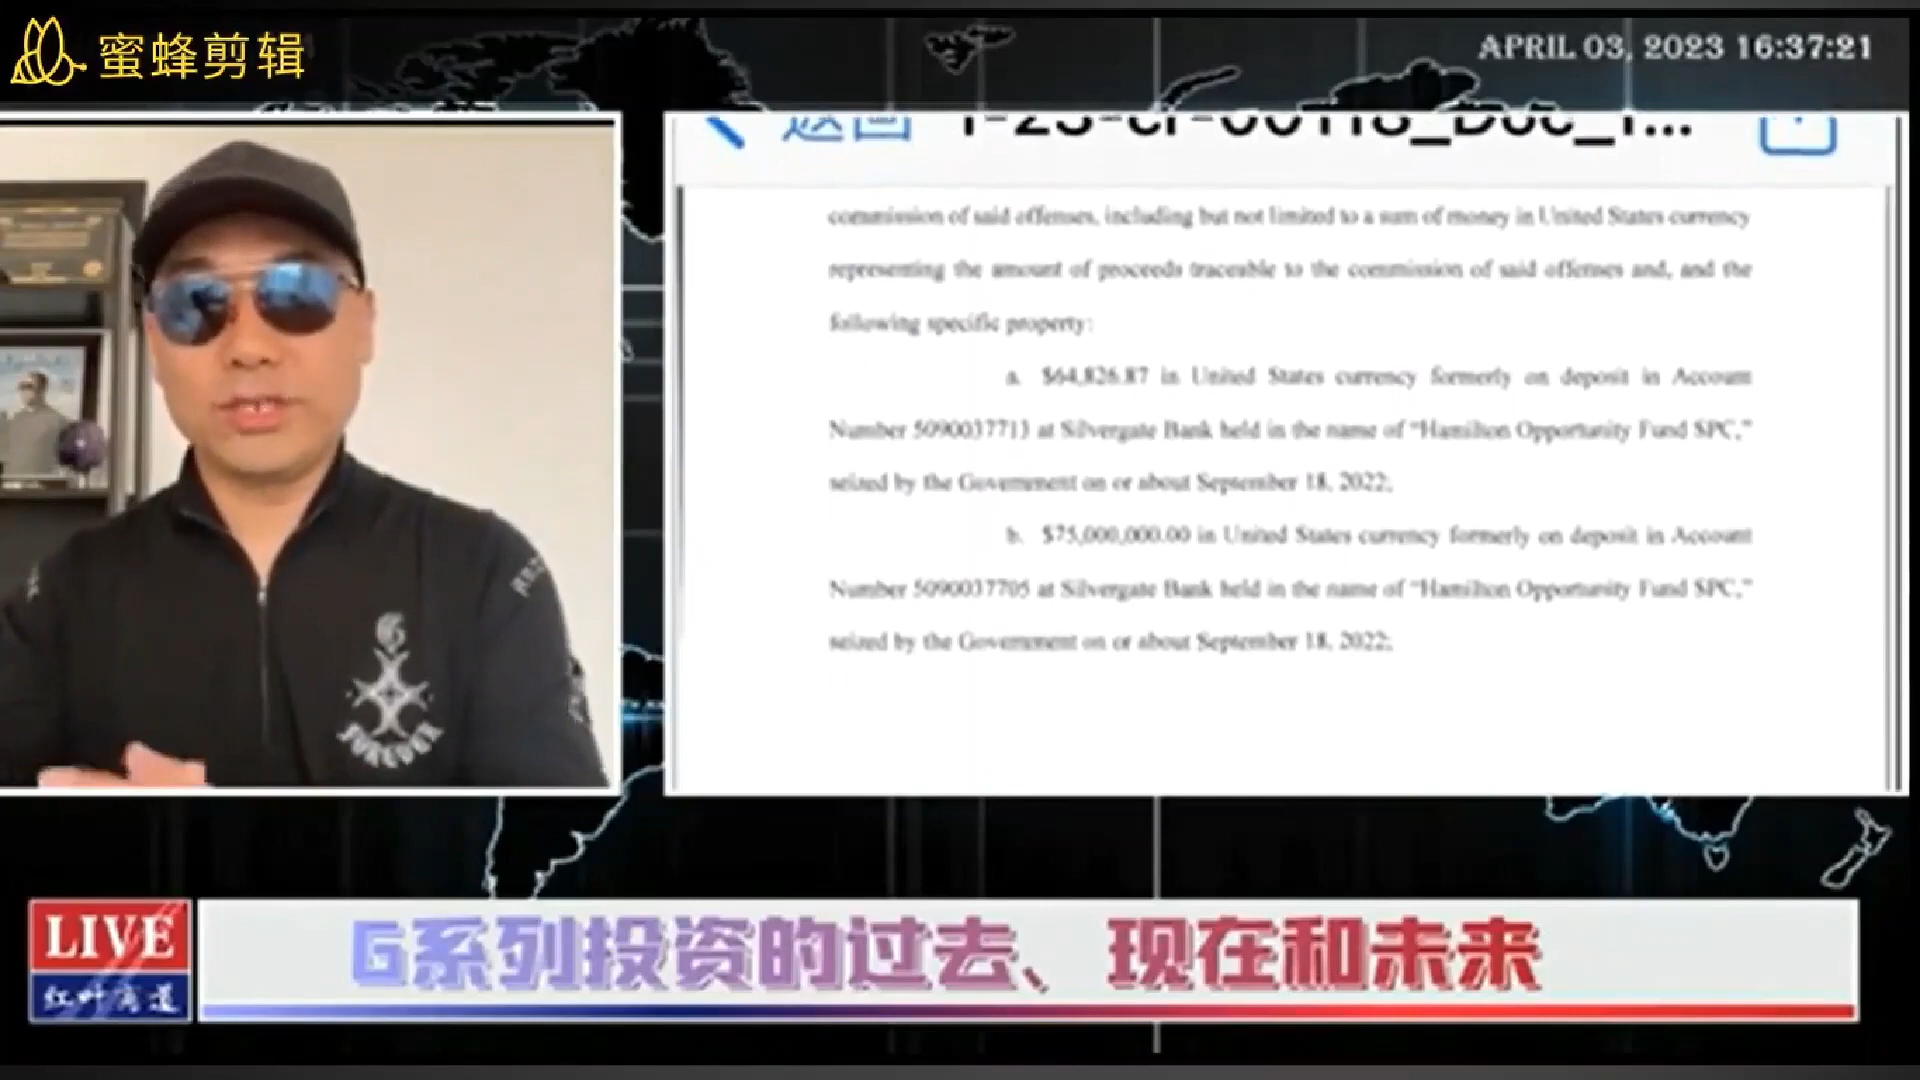 蜜蜂剪辑
APRIL 03, 2023 16:37:21
返回 1-23-cr-00118_Doc_1...
commission of said offenses, including but not limited to a sum of money in United States currency
representing the amount of proceeds traceable to the commission of said offenses and, and the
following specific property:
a. $64,826.87 in United States currency formerly on deposit in Account
Number 5090037713 at Silvergate Bank held in the name of "Hamilton Opportunity Fund SPC,"
seized by the Government on or about September 18, 2022;
b. $75,000,000.00 in United States currency formerly on deposit in Account
Number 5090037705 at Silvergate Bank held in the name of "Hamilton Opportunity Fund SPC,"
seized by the Government on or about September 18, 2022;
G
LIVE
G系列投资的过去、现在和未来